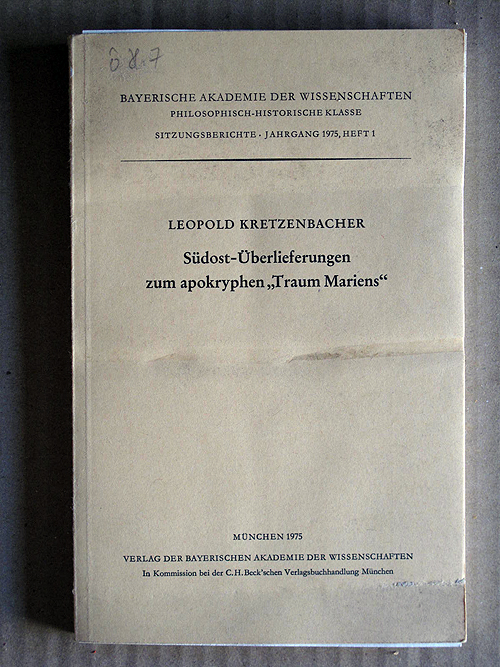 BAYERISCHE AKADEMIE DER WISSENSCHAFTEN
PHILOSOPHISCH-HISTORISCHE KLASSE
SITZUNGSBERICHTE · JAHRGANG 1975, HEFT 1
LEOPOLD KRETZENBACHER
Südost-Überlieferungen
zum apokryphen „Traum Mariens“
MÜNCHEN 1975
VERLAG DER BAYERISCHEN AKADEMIE DER WISSENSCHAFTEN
In Kommission bei der C.H. Beck'schen Verlagsbuchhandlung München